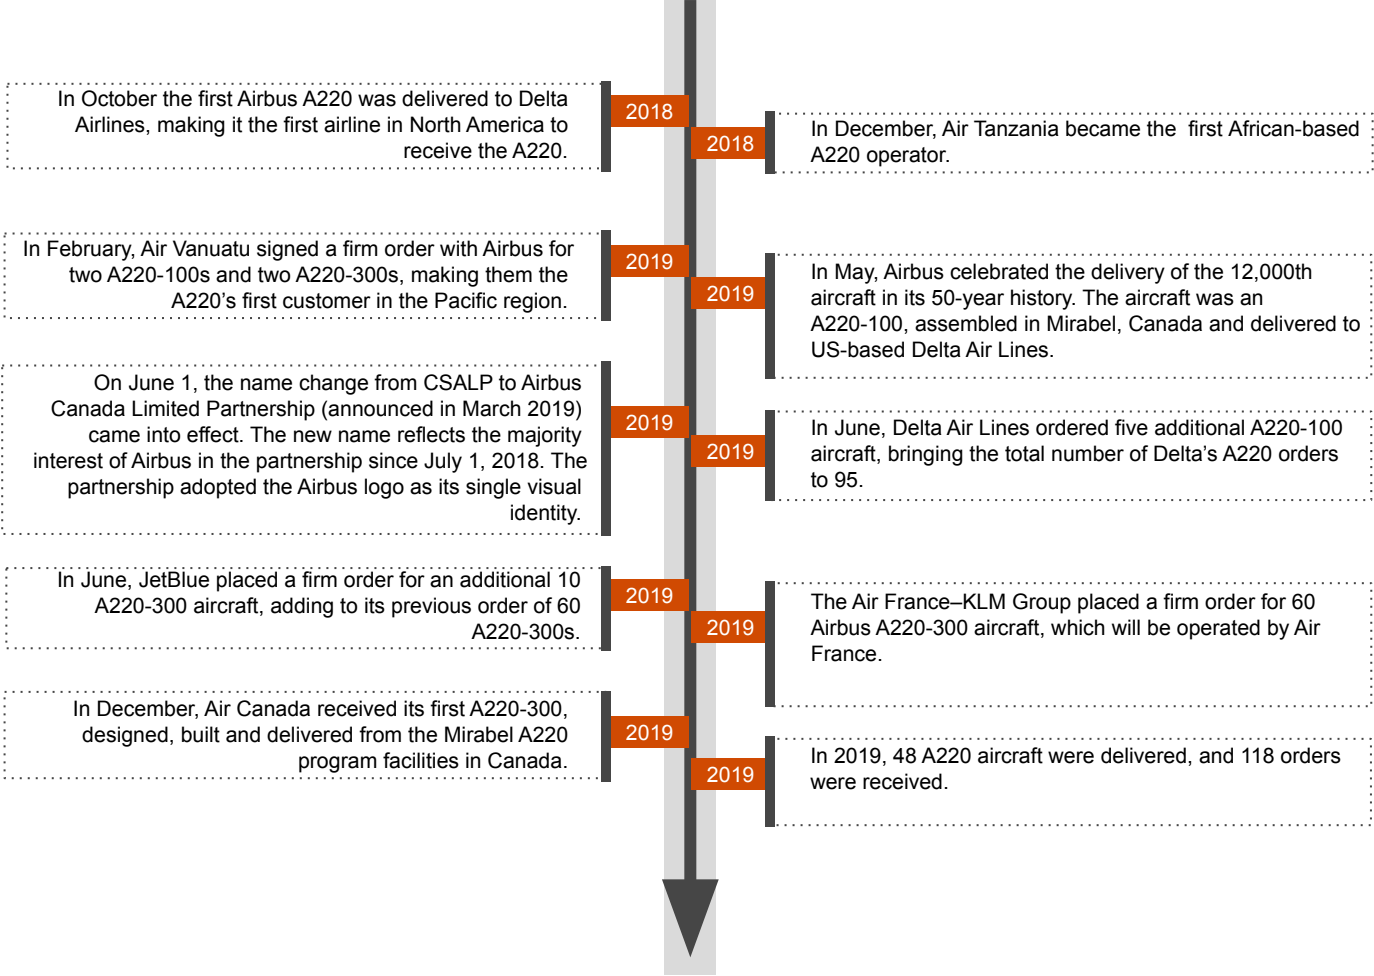 In October the first Airbus A220 was delivered to Delta
Airlines, making it the first airline in North America to
receive the A220.
2018
2018
In December, Air Tanzania became the  first African-based
A220 operator.
In February, Air Vanuatu signed a firm order with Airbus for
two A220-100s and two A220-300s, making them the
A220's first customer in the Pacific region.
2019
2019
In May, Airbus celebrated the delivery of the 12,000th
aircraft in its 50-year history. The aircraft was an
A220-100, assembled in Mirabel, Canada and delivered to
US-based Delta Air Lines.
On June 1, the name change from CSALP to Airbus
Canada Limited Partnership (announced in March 2019)
came into effect. The new name reflects the majority
interest of Airbus in the partnership since July 1, 2018. The
partnership adopted the Airbus logo as its single visual
identity.
2019
2019
In June, Delta Air Lines ordered five additional A220-100
aircraft, bringing the total number of Delta's A220 orders
to 95.
In June, JetBlue placed a firm order for an additional 10
A220-300 aircraft, adding to its previous order of 60
A220-300s.
2019
2019
The Air France–KLM Group placed a firm order for 60
Airbus A220-300 aircraft, which will be operated by Air
France.
In December, Air Canada received its first A220-300,
designed, built and delivered from the Mirabel A220
program facilities in Canada.
2019
2019
In 2019, 48 A220 aircraft were delivered, and 118 orders
were received.